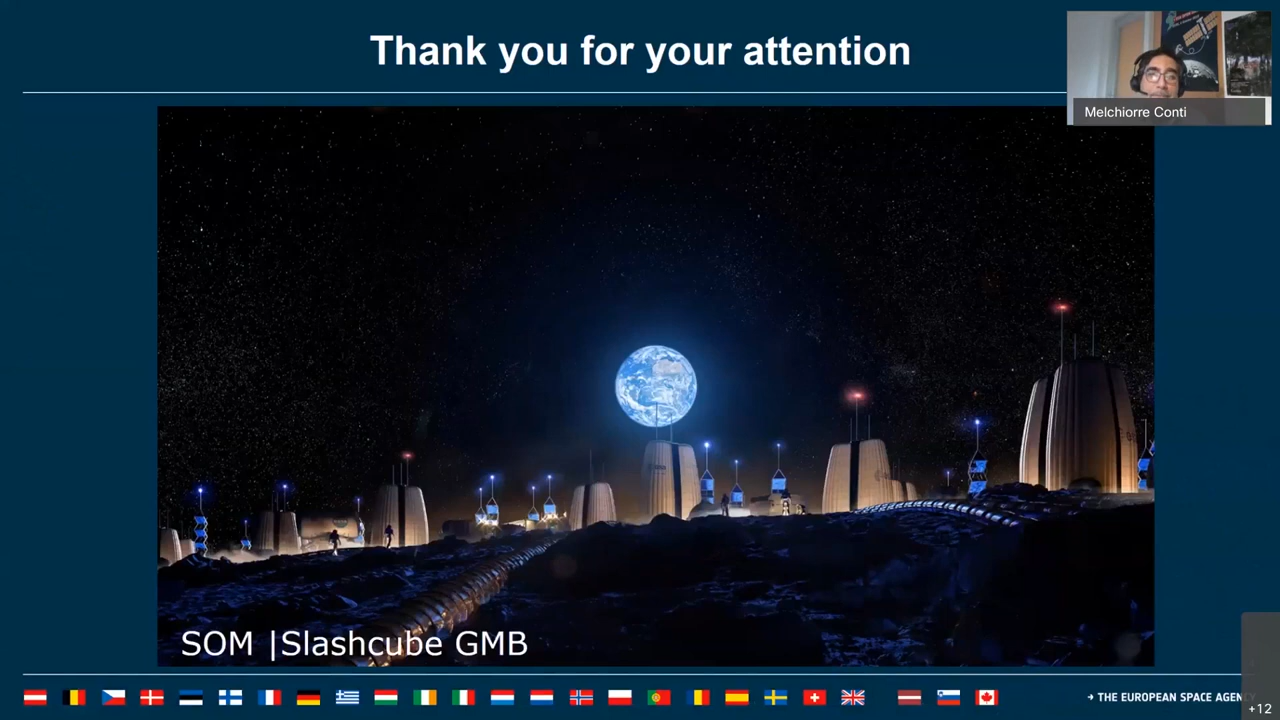 Thank you for your attention
Melchiorre Conti
SOM |Slashcube GMB
→ THE EUROPEAN SPACE AGENCY
+12